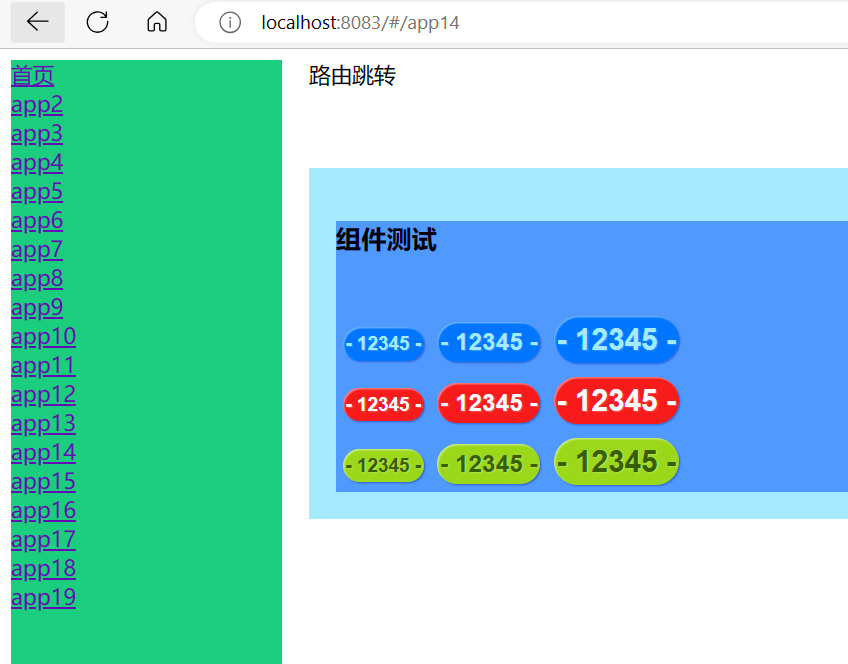 localhost:8083/#/app14
首页
app2
app3
app4
app5
app6
app7
app8
app9
app10
app11
app12
app13
app14
app15
app16
app17
app18
app19
路由跳转
组件测试
- 12345 - - 12345 - - 12345 -
- 12345 - - 12345 - - 12345 -
- 12345 - - 12345 - - 12345 -